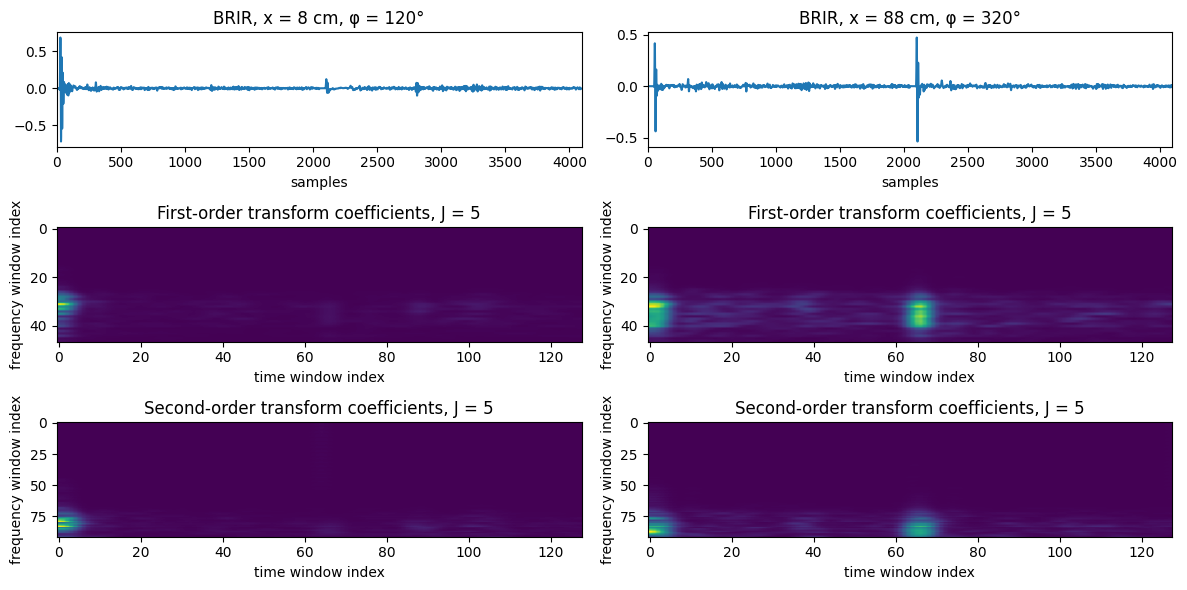 BRIR, x = 8 cm, φ = 120°
0.5
0.0
−0.5
0 500 1000 1500 2000 2500 3000 3500 4000
samples
BRIR, x = 88 cm, φ = 320°
0.5
0.0
−0.5
0 500 1000 1500 2000 2500 3000 3500 4000
samples
First-order transform coefficients, J = 5
frequency window index
0
20
40
0 20 40 60 80 100 120
time window index
First-order transform coefficients, J = 5
frequency window index
0
20
40
0 20 40 60 80 100 120
time window index
Second-order transform coefficients, J = 5
frequency window index
0
25
50
75
0 20 40 60 80 100 120
time window index
Second-order transform coefficients, J = 5
frequency window index
0
25
50
75
0 20 40 60 80 100 120
time window index